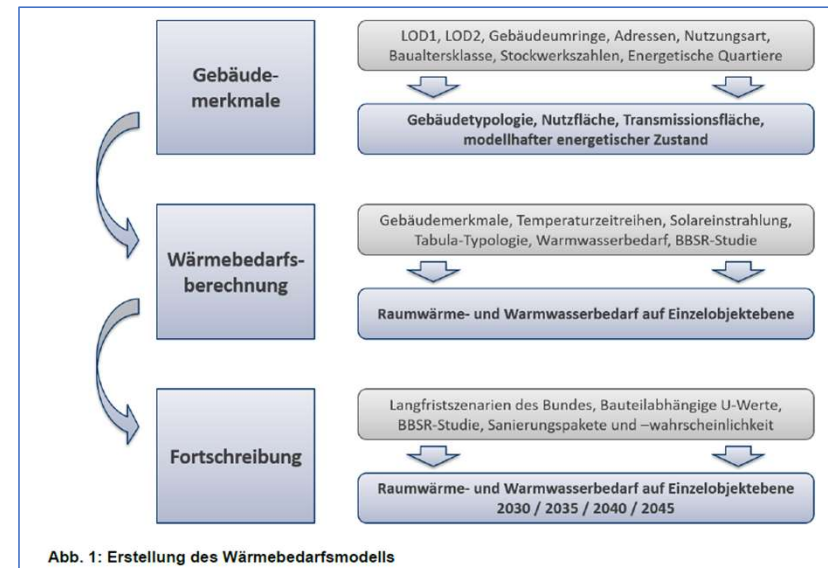 Gebäude-
merkmale
LOD1, LOD2, Gebäudeumringe, Adressen, Nutzungsart,
Baualtersklasse, Stockwerkszahlen, Energetische Quartiere
Gebäudetypologie, Nutzfläche, Transmissionsfläche,
modellhafter energetischer Zustand
Wärmebedarfs-
berechnung
Gebäudemerkmale, Temperaturzeitreihen, Solareinstrahlung,
Tabula-Typologie, Warmwasserbedarf, BBSR-Studie
Raumwärme- und Warmwasserbedarf auf Einzelobjektebene
Fortschreibung
Langfristszenarien des Bundes, Bauteilabhängige U-Werte,
BBSR-Studie, Sanierungspakete und –wahrscheinlichkeit
Raumwärme- und Warmwasserbedarf auf Einzelobjektebene
2030 / 2035 / 2040 / 2045
Abb. 1: Erstellung des Wärmebedarfsmodells